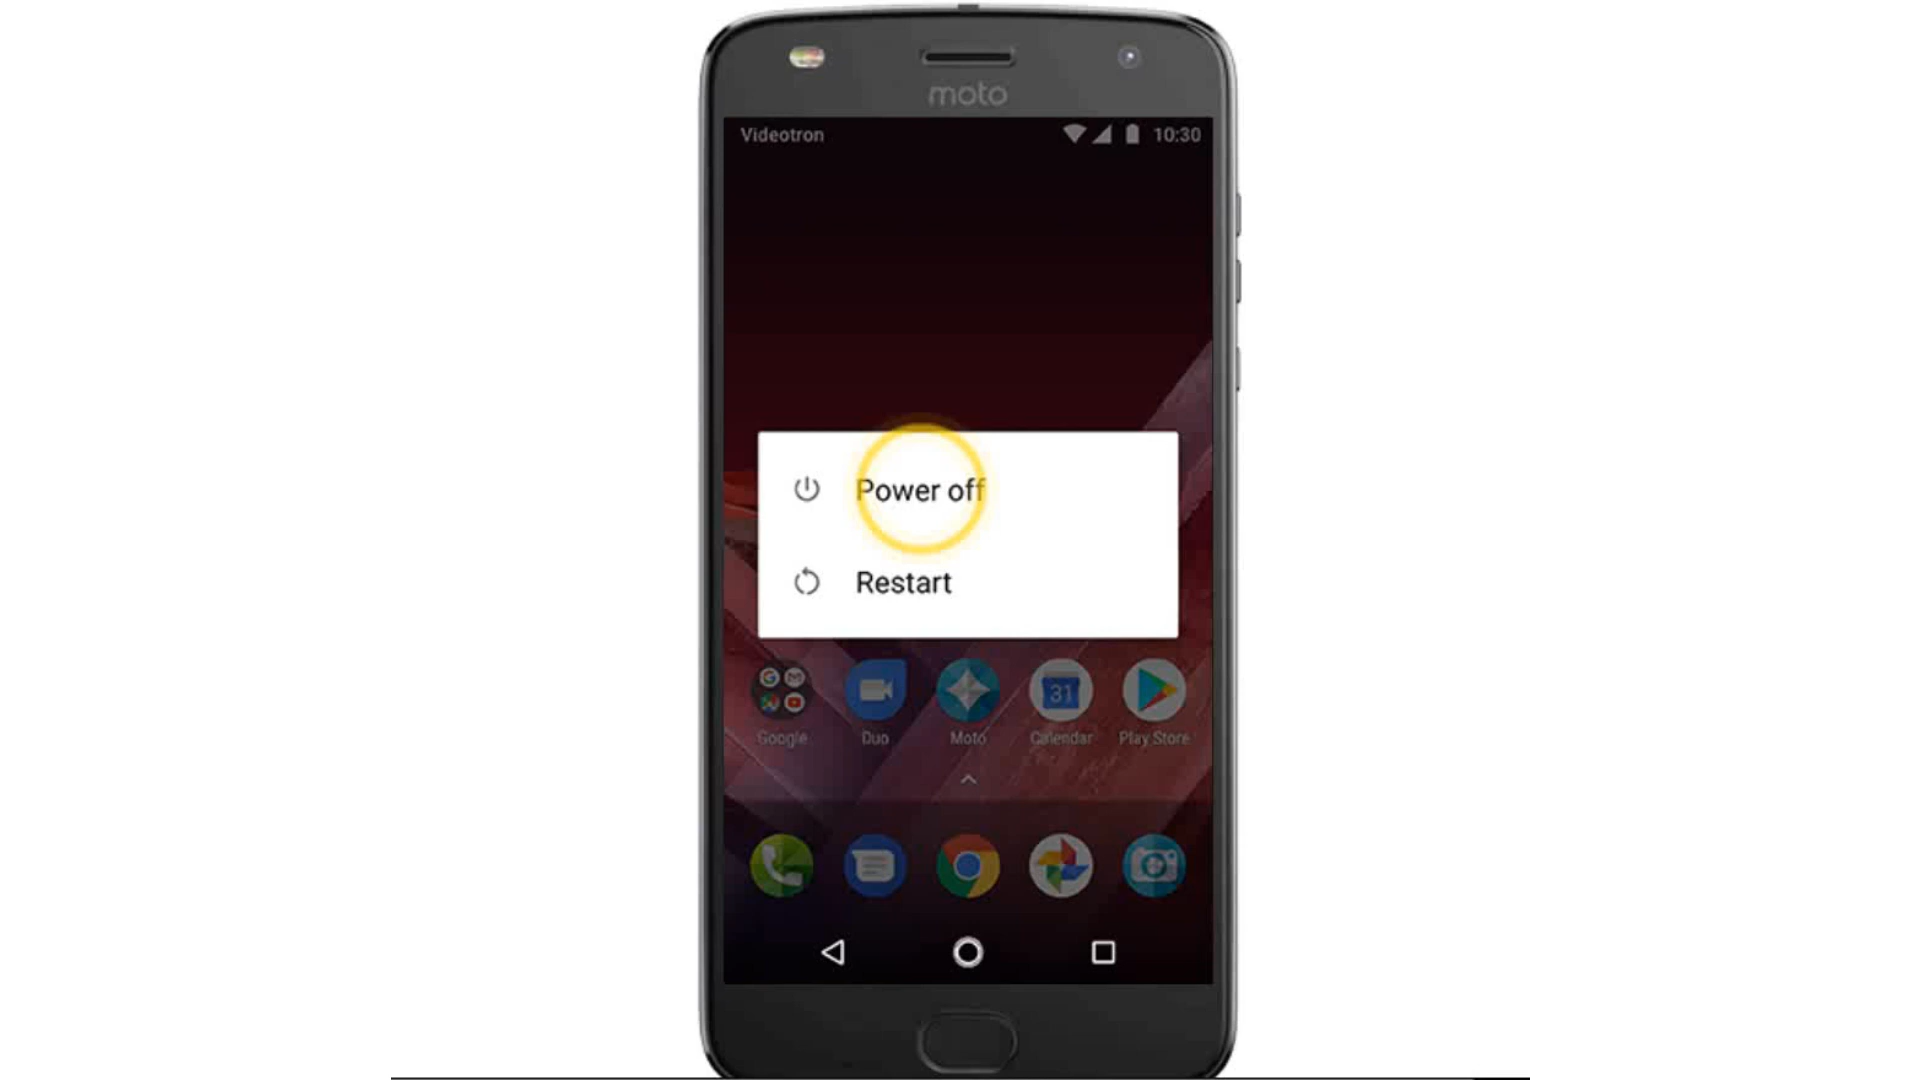 moto
Videotron 10:30
Power off
Restart
31
Google Duo Moto Calendar Play Store